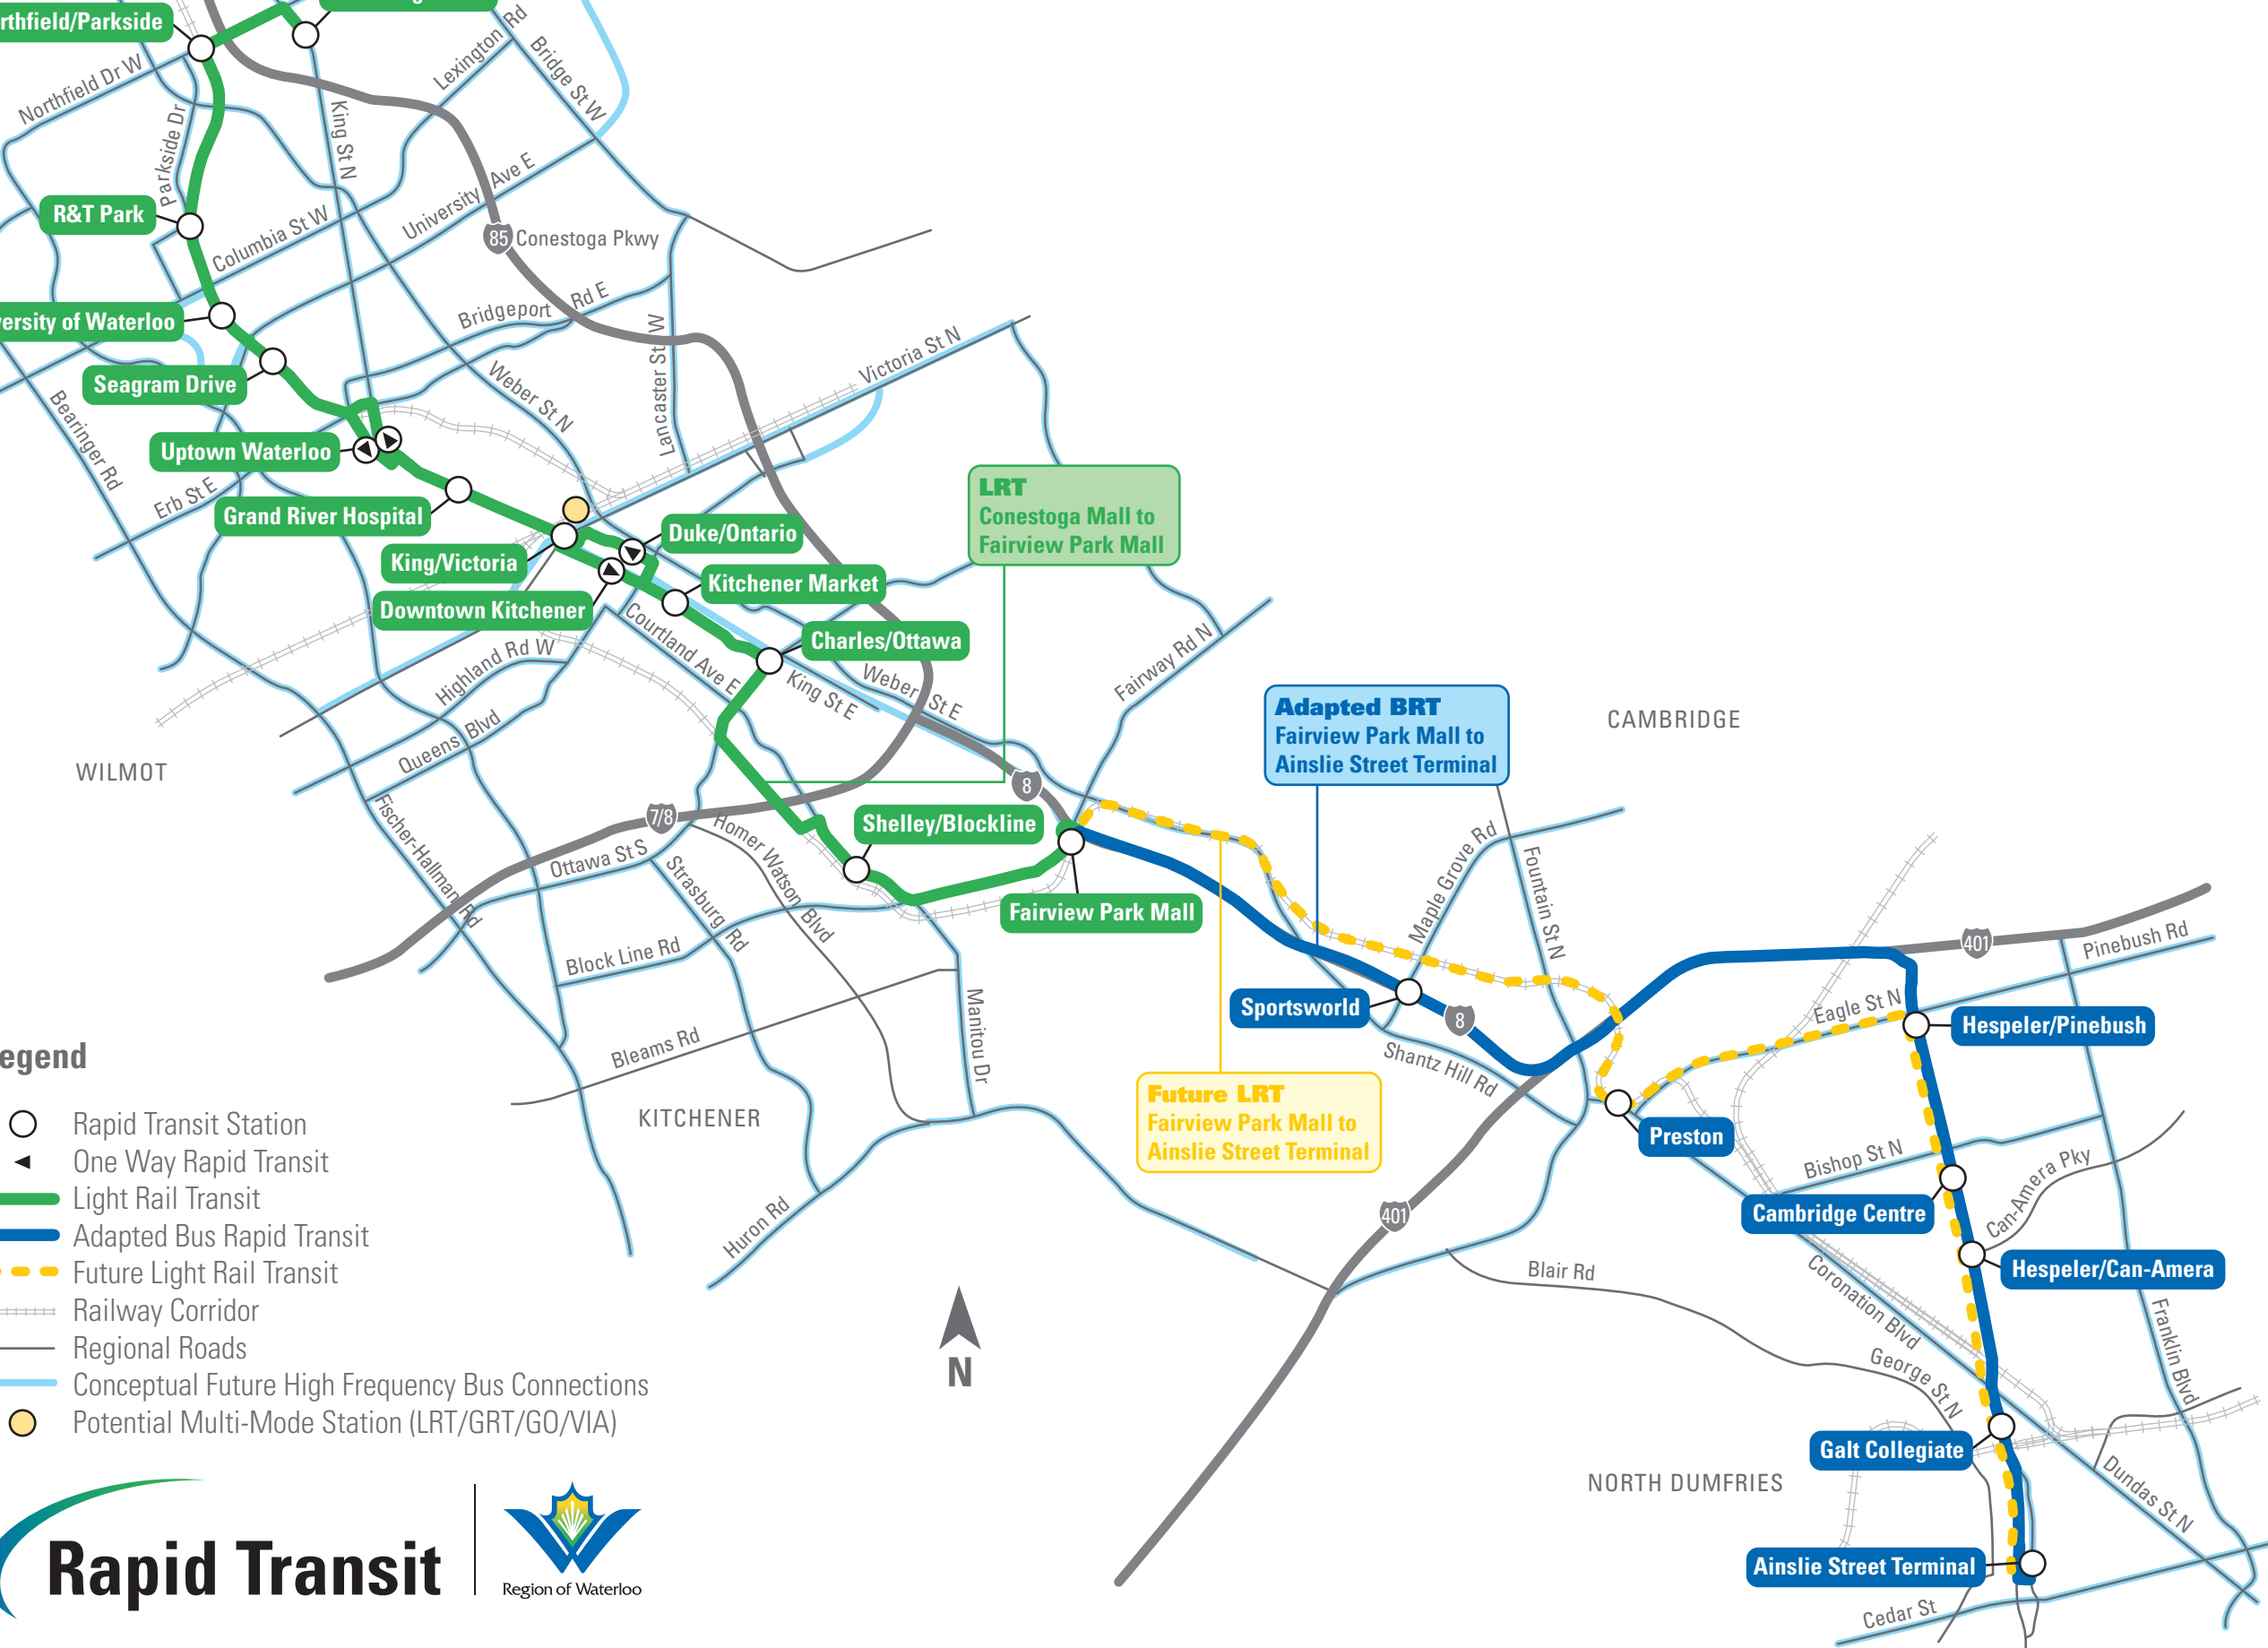 rthfield/Parkside
Lexington Rd
Bridge St W
Northfield Dr W
Parkside Dr
King St N
University Ave E
R&T Park
Columbia St W
85
Conestoga Pkwy
Bridgeport Rd E
versity of Waterloo
Lancaster St W
Victoria St N
Seagram Drive
Weber St N
Bearinger Rd
Uptown Waterloo
Erb St E
Grand River Hospital
LRT
Conestoga Mall to
Fairview Park Mall
Duke/Ontario
King/Victoria
Kitchener Market
Downtown Kitchener
Courtland Ave E
Charles/Ottawa
Highland Rd W
King St E
Weber St E
Fairway Rd N
Adapted BRT
Fairview Park Mall to
Ainslie Street Terminal
CAMBRIDGE
Queens Blvd
WILMOT
8
Fischer-Hallman Rd
7/8
Homer Watson Blvd
Shelley/Blockline
Maple Grove Rd
Fountain St N
Ottawa St S
Strasburg Rd
Fairview Park Mall
Block Line Rd
401
Pinebush Rd
Sportsworld
8
Eagle St N
Hespeler/Pinebush
Manitou Dr
Bleams Rd
Shantz Hill Rd
egend
Future LRT
Fairview Park Mall to
Ainslie Street Terminal
Preston
KITCHENER
Rapid Transit Station
One Way Rapid Transit
Light Rail Transit
Adapted Bus Rapid Transit
Future Light Rail Transit
Railway Corridor
Regional Roads
Conceptual Future High Frequency Bus Connections
Potential Multi-Mode Station (LRT/GRT/GO/VIA)
Bishop St N
Can-Amera Pky
Cambridge Centre
Huron Rd
401
Hespeler/Can-Amera
Blair Rd
Coronation Blvd
Franklin Blvd
N
George St N
Galt Collegiate
NORTH DUMFRIES
Dundas St N
Rapid Transit
Region of Waterloo
Ainslie Street Terminal
Cedar St